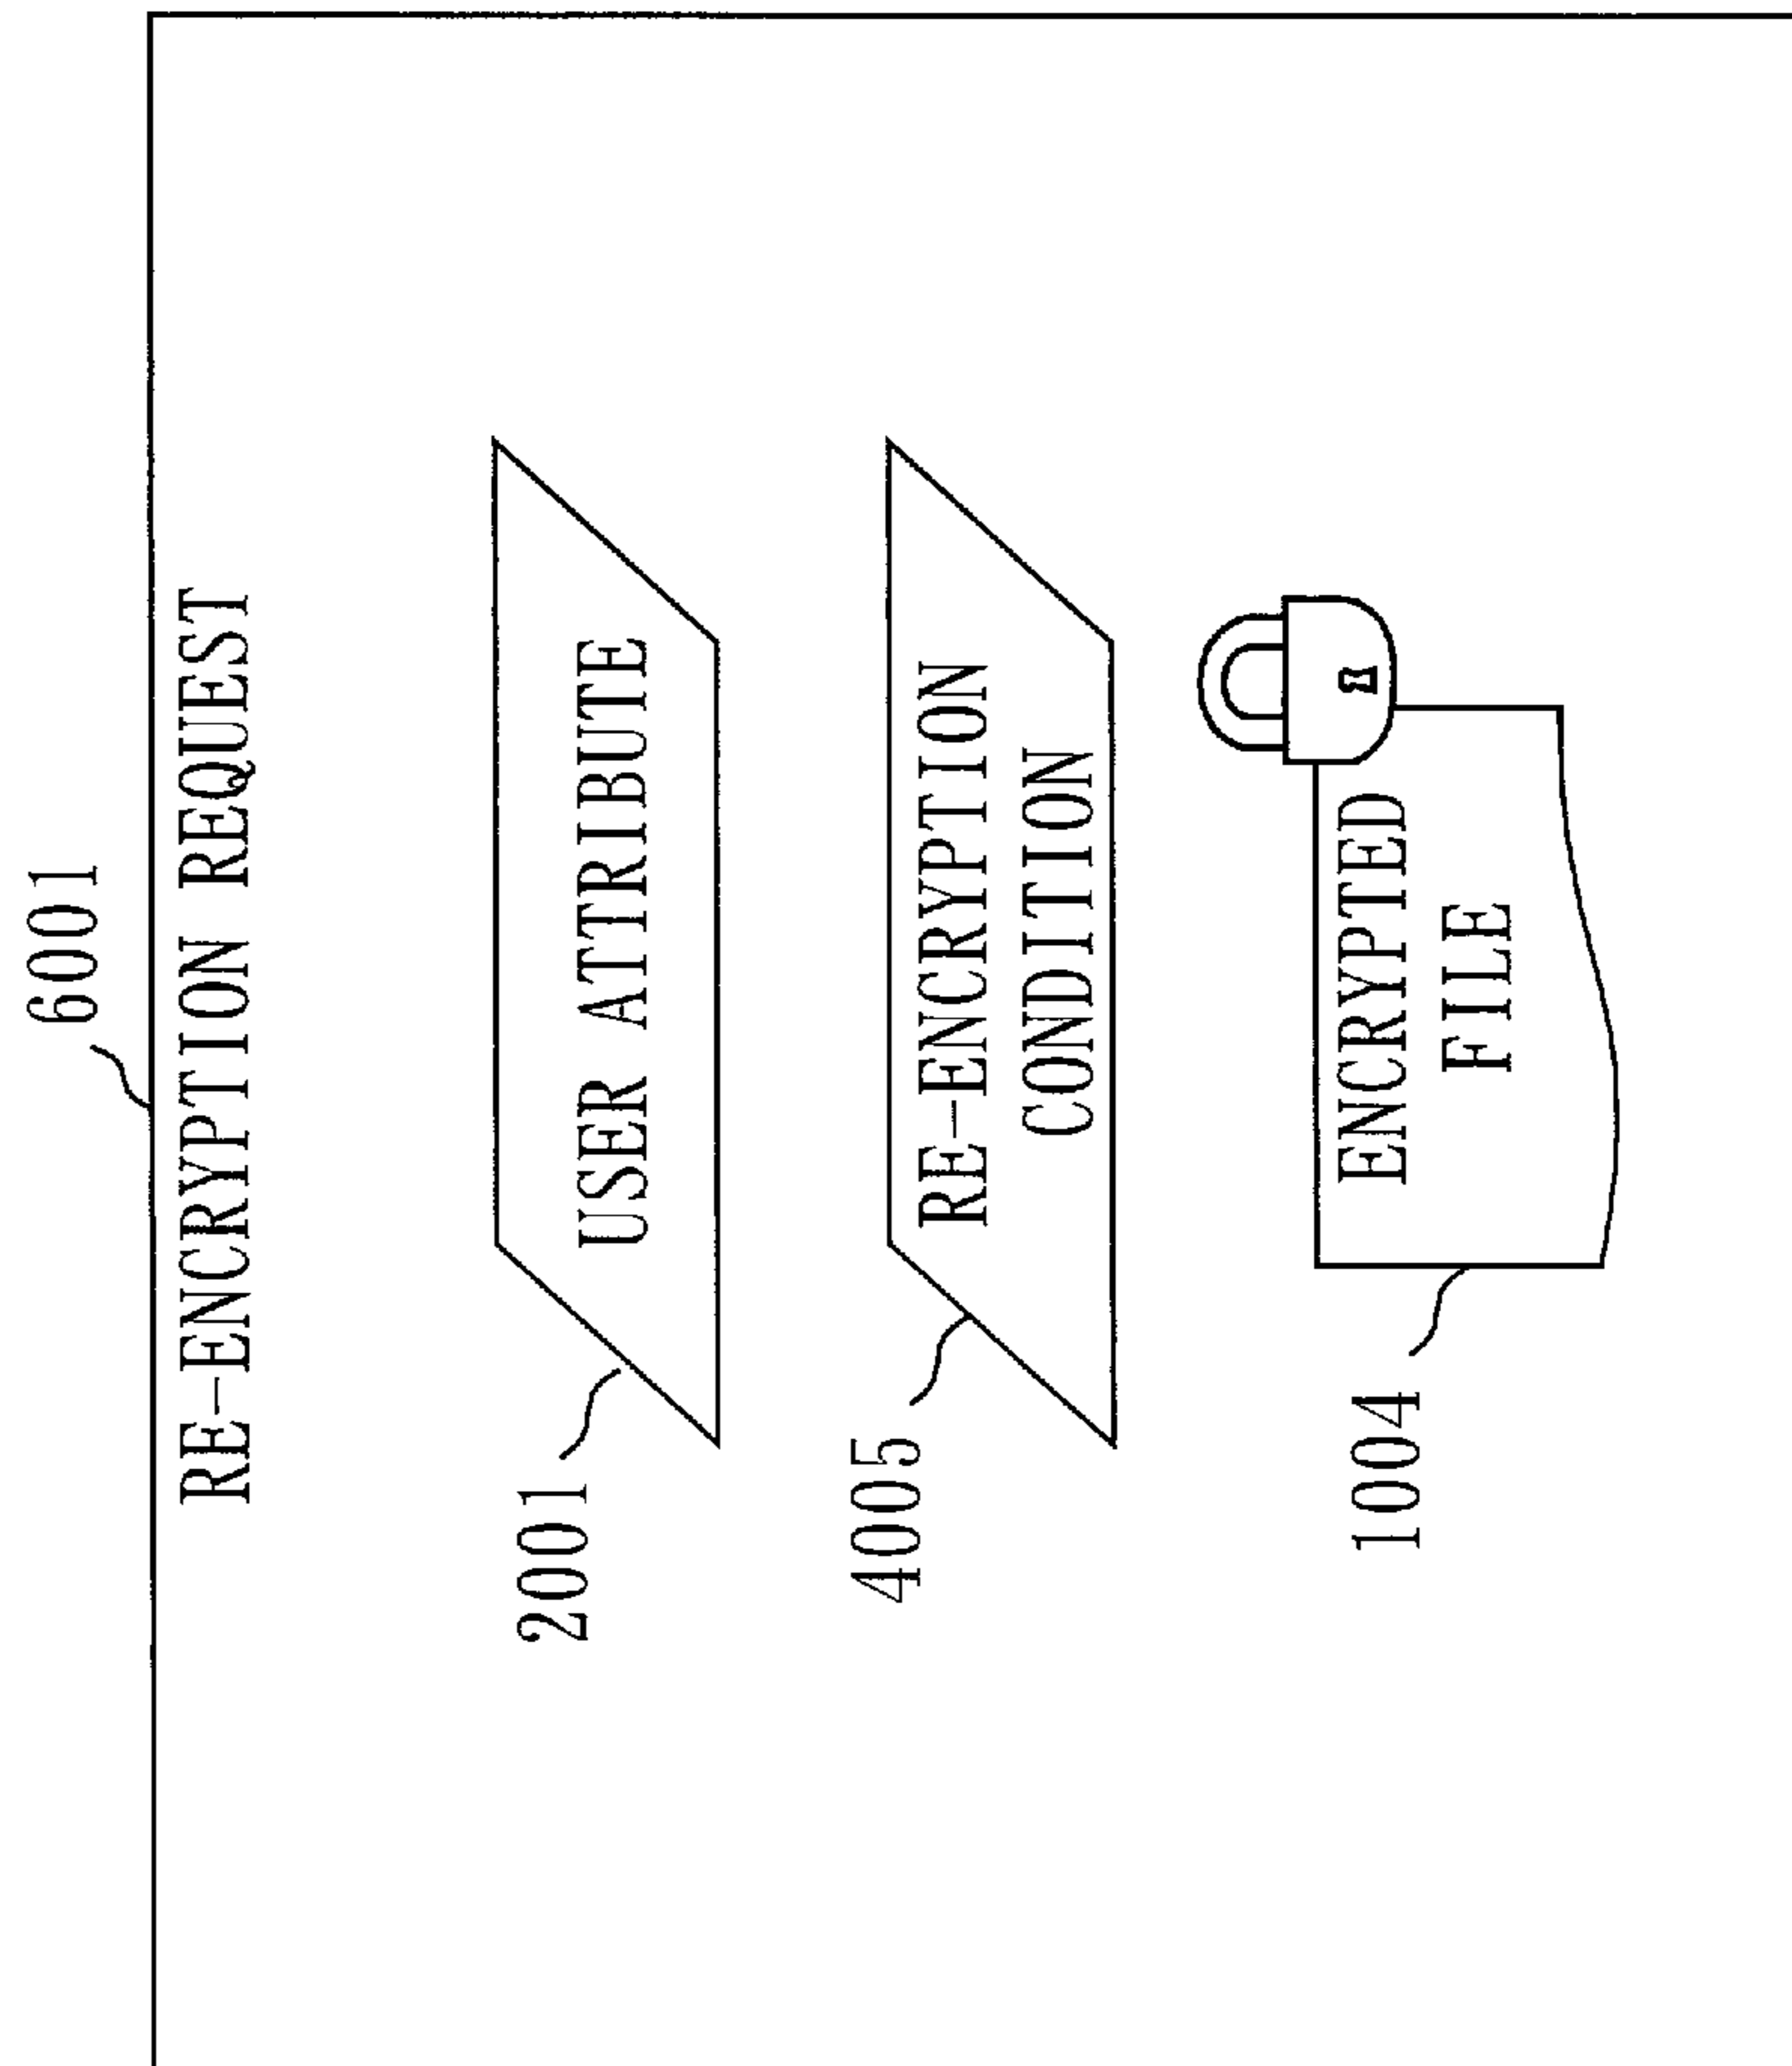 6001
RE-ENCRYPTION REQUEST
2001
USER ATTRIBUTE
4005
RE-ENCRYPTION
CONDITION
1004
ENCRYPTED
FILE